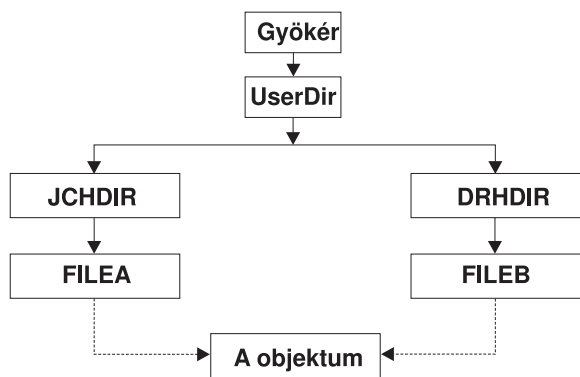 Gyökér
UserDir
JCHDIR
DRHDIR
FILEA
FILEB
A objektum